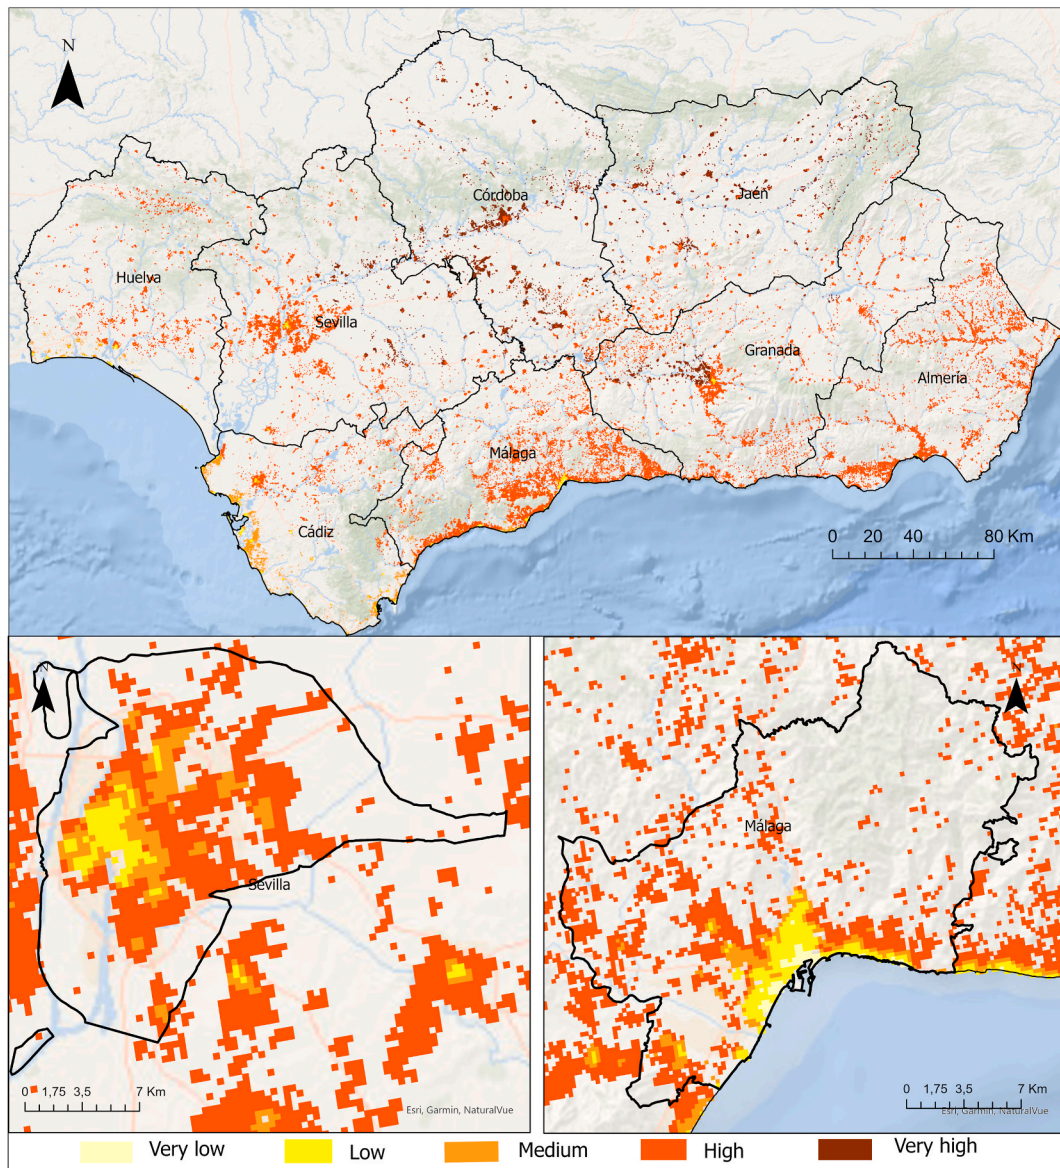 N
Córdoba
Jaén
Huelva
Sevilla
Granada
Almería
Málaga
Cádiz
0 20 40 80 Km
N
Sevilla
0 1,75 3,5 7 Km
Esri, Garmin, NaturalVue
N
Málaga
0 1,75 3,5 7 Km
Esri, Garmin, NaturalVue
Very low Low Medium High Very high